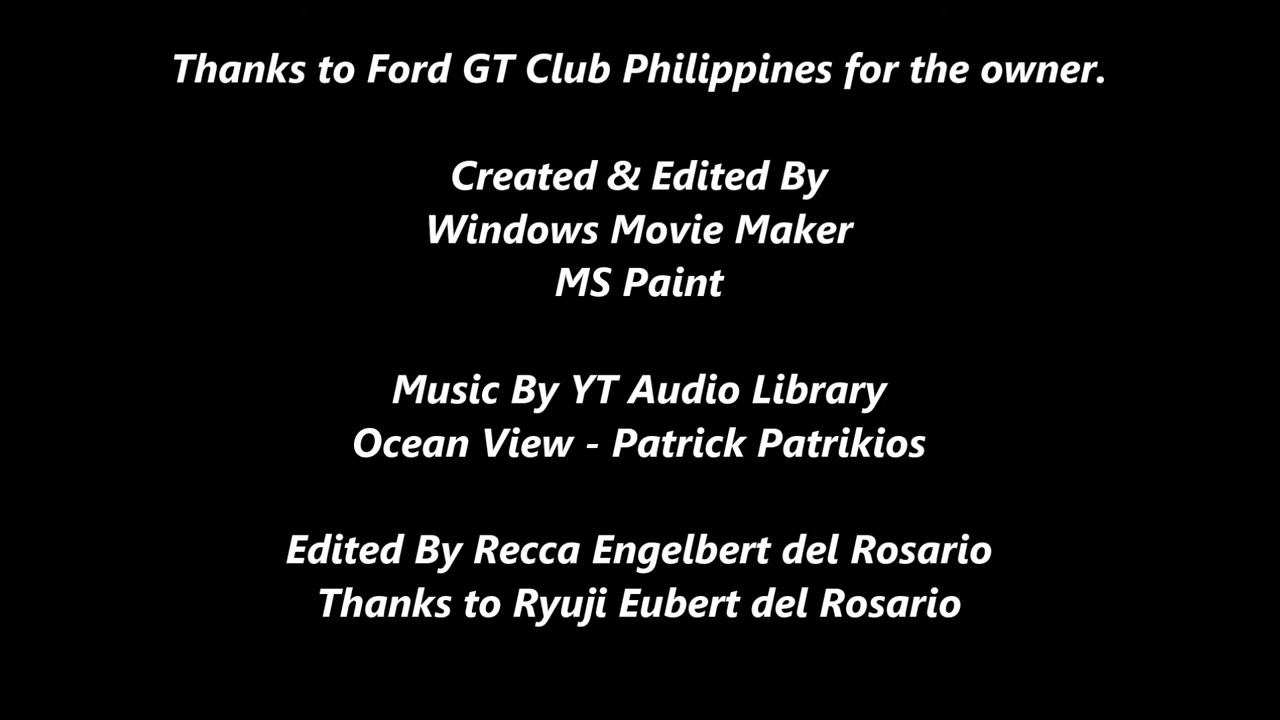 Thanks to Ford GT Club Philippines for the owner.
Created & Edited By
Windows Movie Maker
MS Paint
Music By YT Audio Library
Ocean View - Patrick Patrikios
Edited By Recca Engelbert del Rosario
Thanks to Ryuji Eubert del Rosario